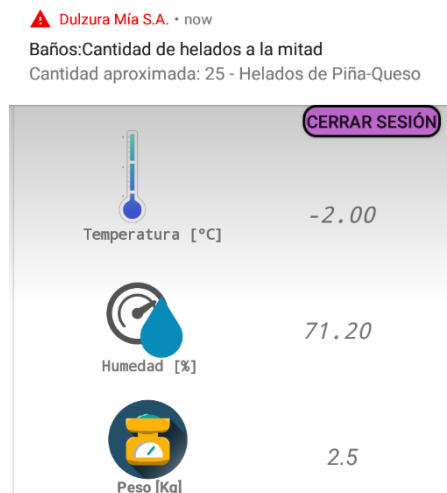 Dulzura Mía S.A. • now
Baños:Cantidad de helados a la mitad
Cantidad aproximada: 25 - Helados de Piña-Queso
CERRAR SESIÓN
Temperatura [°C]
-2.00
Humedad [%]
71.20
Peso [Kg]
2.5